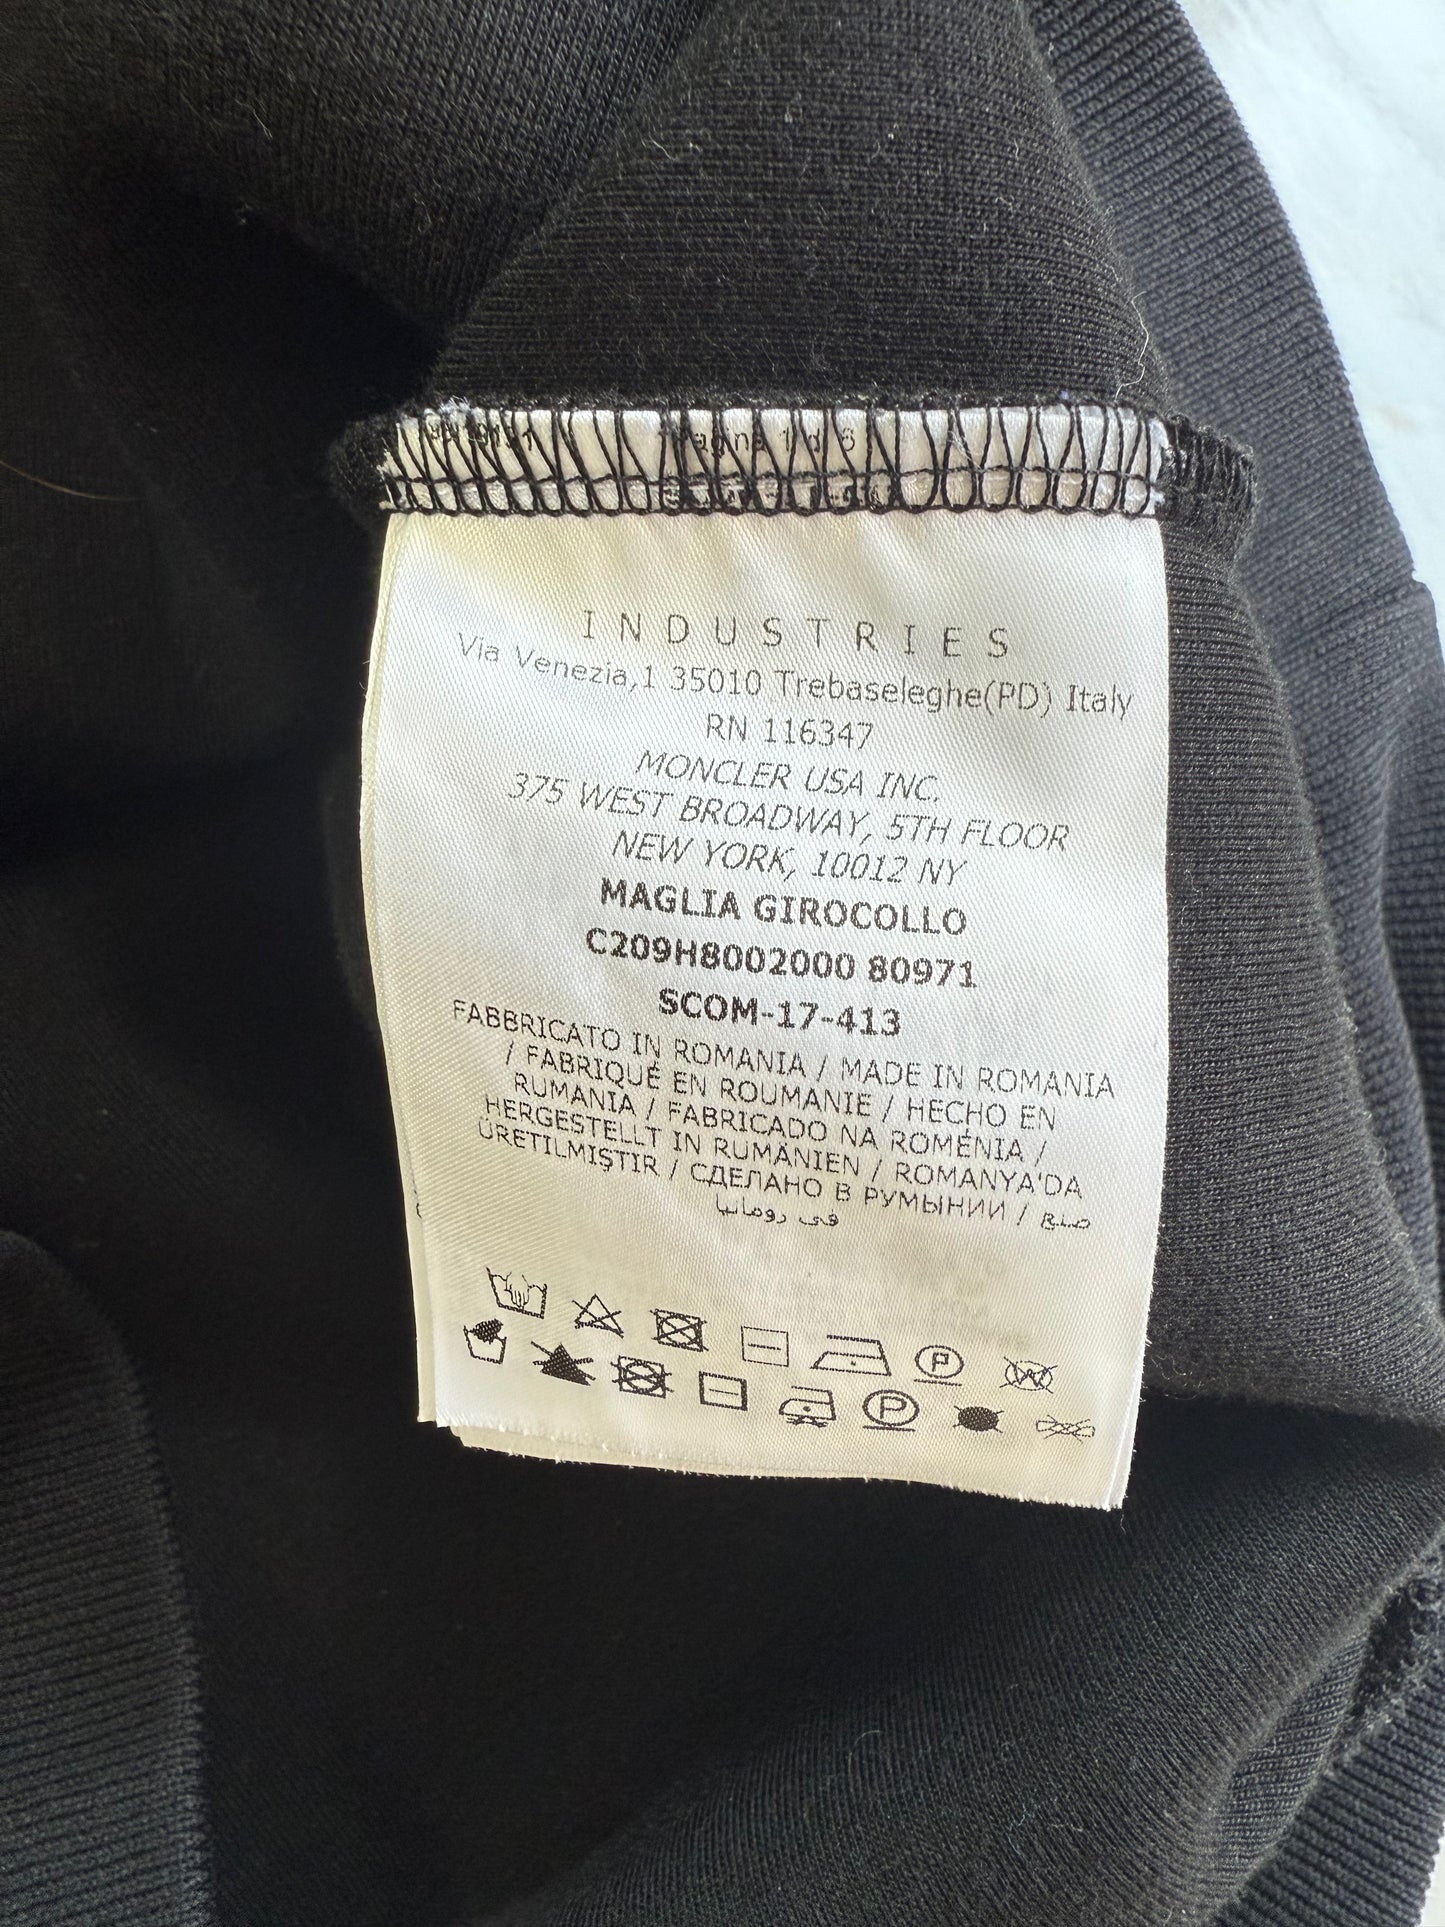 INDUSTRIES
Via Venezia,1 35010 Trebaseleghe(PD) Italy
RN 116347
MONCLER USA INC.
375 WEST BROADWAY, 5TH FLOOR
NEW YORK, 10012 NY
MAGLIA GIROCOLLO
C209H8002000 80971
SCOM-17-413
FABBRICATO IN ROMANIA / MADE IN ROMANIA
/ FABRIQUÉ EN ROUMANIE / HECHO EN
RUMANIA / FABRICADO NA ROMÉNIA /
HERGESTELLT IN RUMÄNIEN / ROMANYA'DA
ÜRETILMIŞTIR / СДЕЛАНО В РУМЫНИИ / صنع
في رومانيا
P W
P